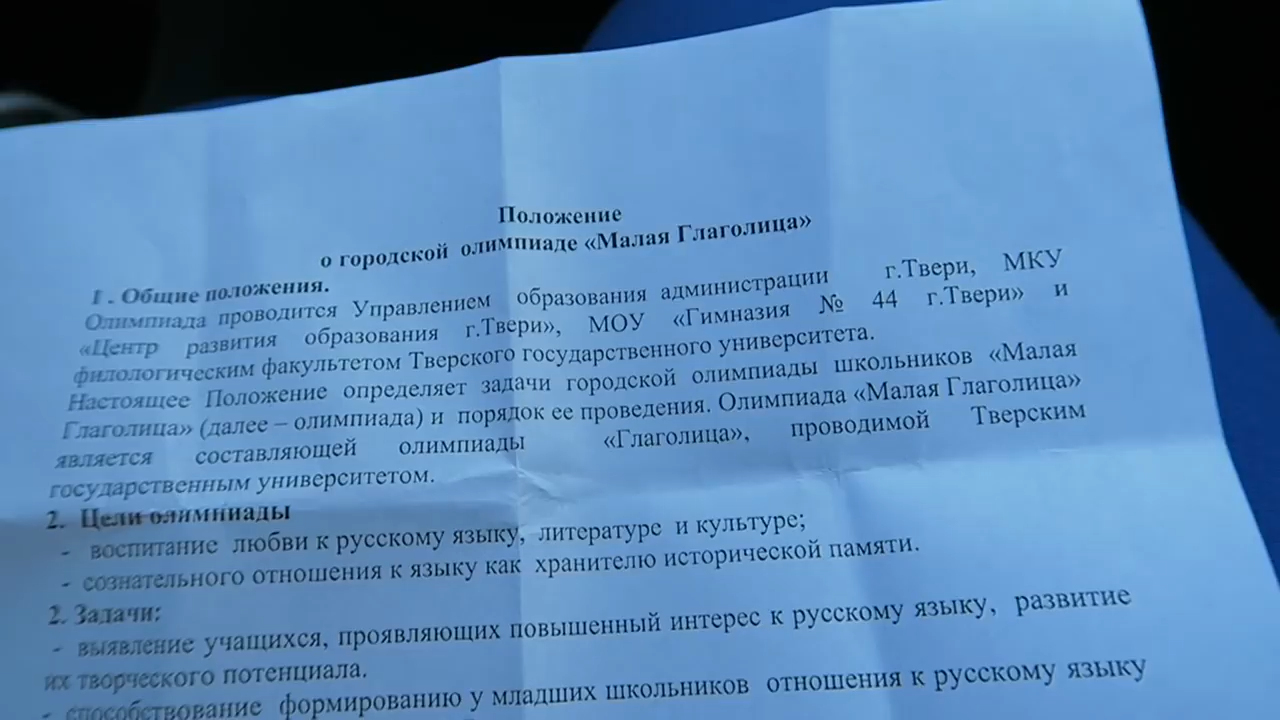 Положение
о городской олимпиаде «Малая Глаголица»
1 . Общие положения.
Олимпиада проводится Управлением образования администрации г.Твери, МКУ
«Центр развития образования г.Твери», МОУ «Гимназия № 44 г.Твери» и
филологическим факультетом Тверского государственного университета.
Настоящее Положение определяет задачи городской олимпиады школьников «Малая
Глаголица» (далее – олимпиада) и порядок ее проведения. Олимпиада «Малая Глаголица»
является составляющей олимпиады «Глаголица», проводимой Тверским
государственным университетом.
2. Цели олимпиады
- воспитание любви к русскому языку, литературе и культуре;
- сознательного отношения к языку как хранителю исторической памяти.
2. Задачи:
- выявление учащихся, проявляющих повышенный интерес к русскому языку, развитие
их творческого потенциала.
- способствование формированию у младших школьников отношения к русскому языку